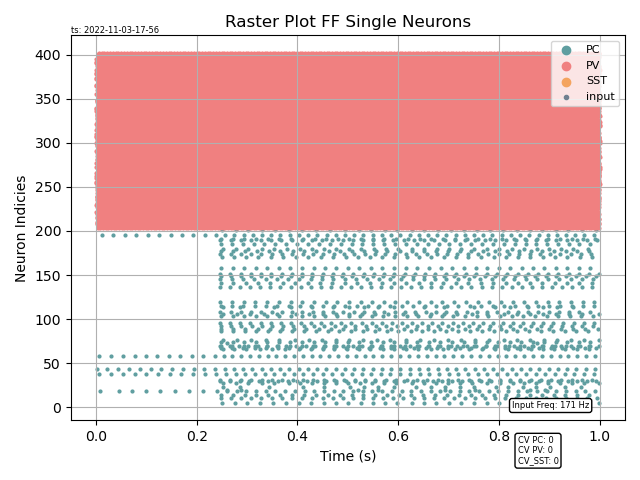 Raster Plot FF Single Neurons
ts: 2022-11-03-17-56
PC
PV
SST
input
400
350
300
250
200
150
100
50
0
Neuron Indicies
Input Freq: 171 Hz
0.0 0.2 0.4 0.6 0.8 1.0
Time (s)
CV PC: 0
CV PV: 0
CV_SST: 0